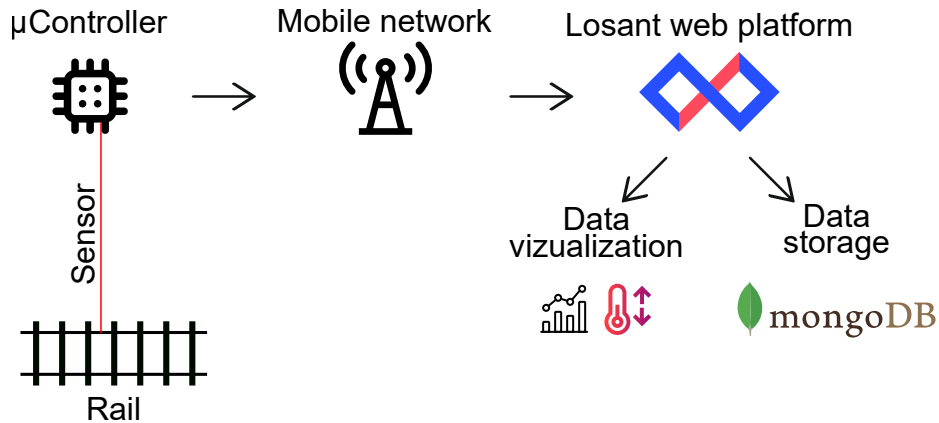 µController
Mobile network
Losant web platform
Sensor
Data
vizualization
Data
storage
mongoDB
Rail